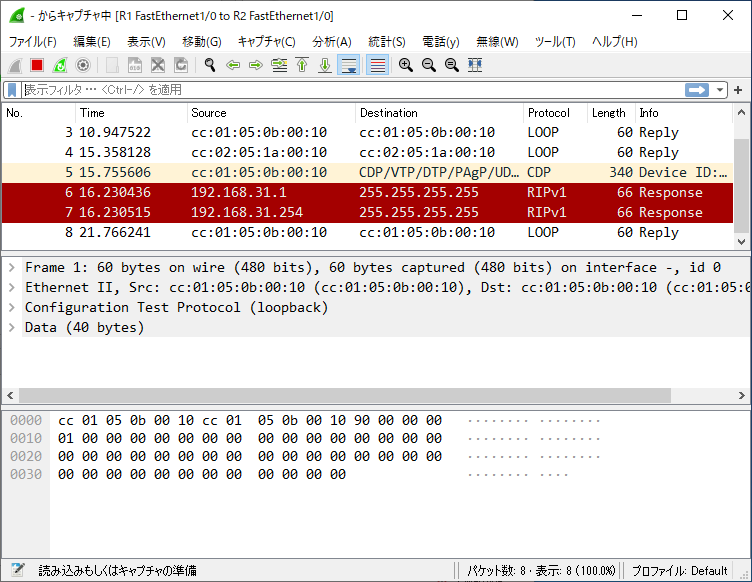 - からキャプチャ中 [R1 FastEthernet1/0 to R2 FastEthernet1/0]
ファイル(F) 編集(E) 表示(V) 移動(G) キャプチャ(C) 分析(A) 統計(S) 電話(y) 無線(W) ツール(T) ヘルプ(H)
表示フィルタ … <Ctrl-/> を適用
No. Time Source Destination Protocol Length Info
3 10.947522 cc:01:05:0b:00:10 cc:01:05:0b:00:10 LOOP 60 Reply
4 15.358128 cc:02:05:1a:00:10 cc:02:05:1a:00:10 LOOP 60 Reply
5 15.755606 cc:01:05:0b:00:10 CDP/VTP/DTP/PAgP/UD… CDP 340 Device ID:…
6 16.230436 192.168.31.1 255.255.255.255 RIPv1 66 Response
7 16.230515 192.168.31.254 255.255.255.255 RIPv1 66 Response
8 21.766241 cc:01:05:0b:00:10 cc:01:05:0b:00:10 LOOP 60 Reply
Frame 1: 60 bytes on wire (480 bits), 60 bytes captured (480 bits) on interface -, id 0
Ethernet II, Src: cc:01:05:0b:00:10 (cc:01:05:0b:00:10), Dst: cc:01:05:0b:00:10 (cc:01:05:0
Configuration Test Protocol (loopback)
Data (40 bytes)
0000 cc 01 05 0b 00 10 cc 01 05 0b 00 10 90 00 00 00 ········ ········
0010 01 00 00 00 00 00 00 00 00 00 00 00 00 00 00 00 ········ ········
0020 00 00 00 00 00 00 00 00 00 00 00 00 00 00 00 00 ········ ········
0030 00 00 00 00 00 00 00 00 00 00 00 00 ········ ····
読み込みもしくはキャプチャの準備 パケット数: 8 · 表示: 8 (100.0%) プロファイル: Default